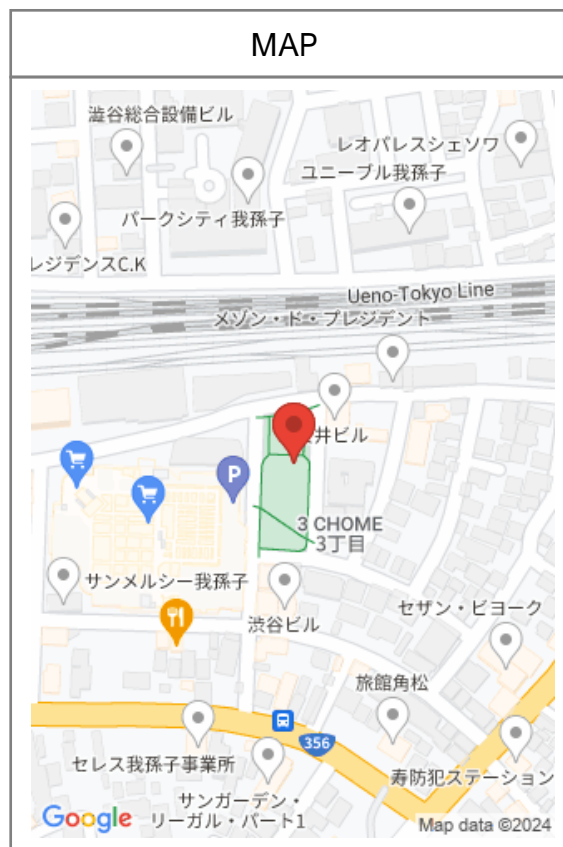 MAP
澁谷総合設備ビル
レオパレスシェソワ
ユニーブル我孫子
パークシティ我孫子
レジデンスC.K
Ueno-Tokyo Line
メゾン・ド・プレジデント
井ビル
P
3 CHOME
3丁目
サンメルシー我孫子
セザン・ビヨーク
渋谷ビル
旅館角松
356
セレス我孫子事業所
寿防犯ステーション
サンガーデン・
リーガル・パート1
Google
Map data ©2024